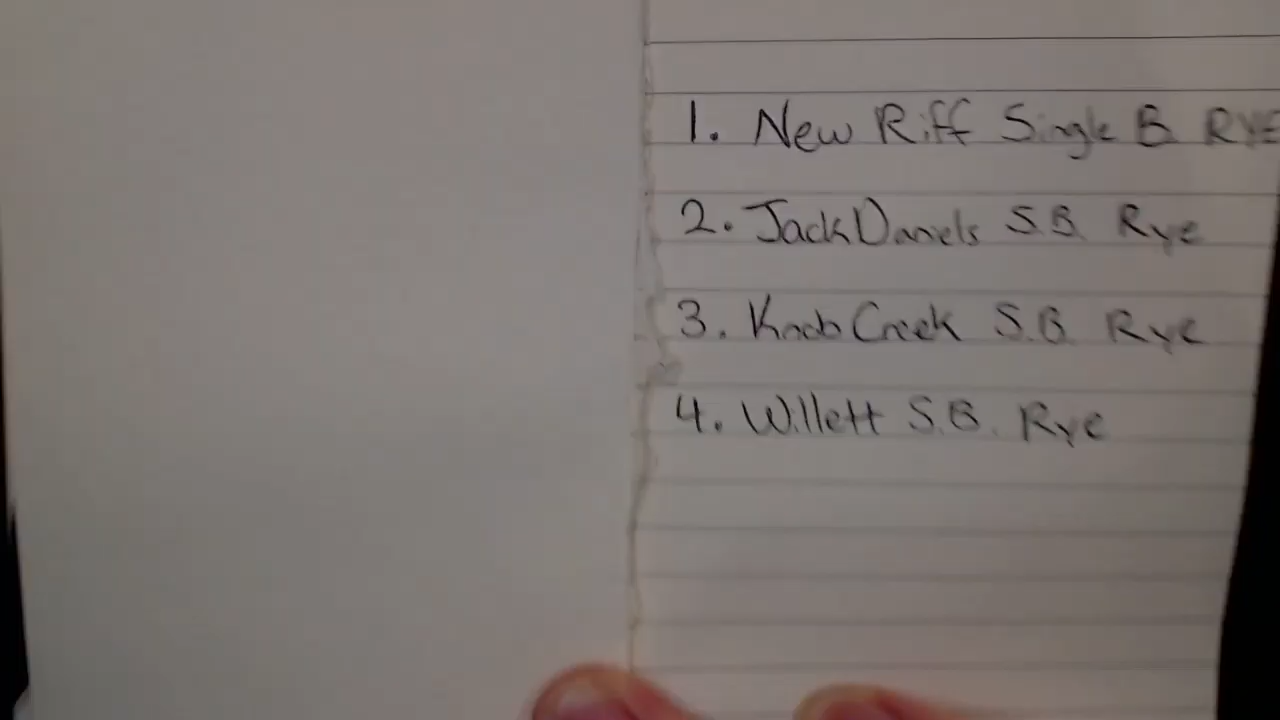 1. New Riff Single B. RYE
2. Jack Daniels S.B. Rye
3. Knob Creek S.B. Rye
4. Willett S.B. Rye